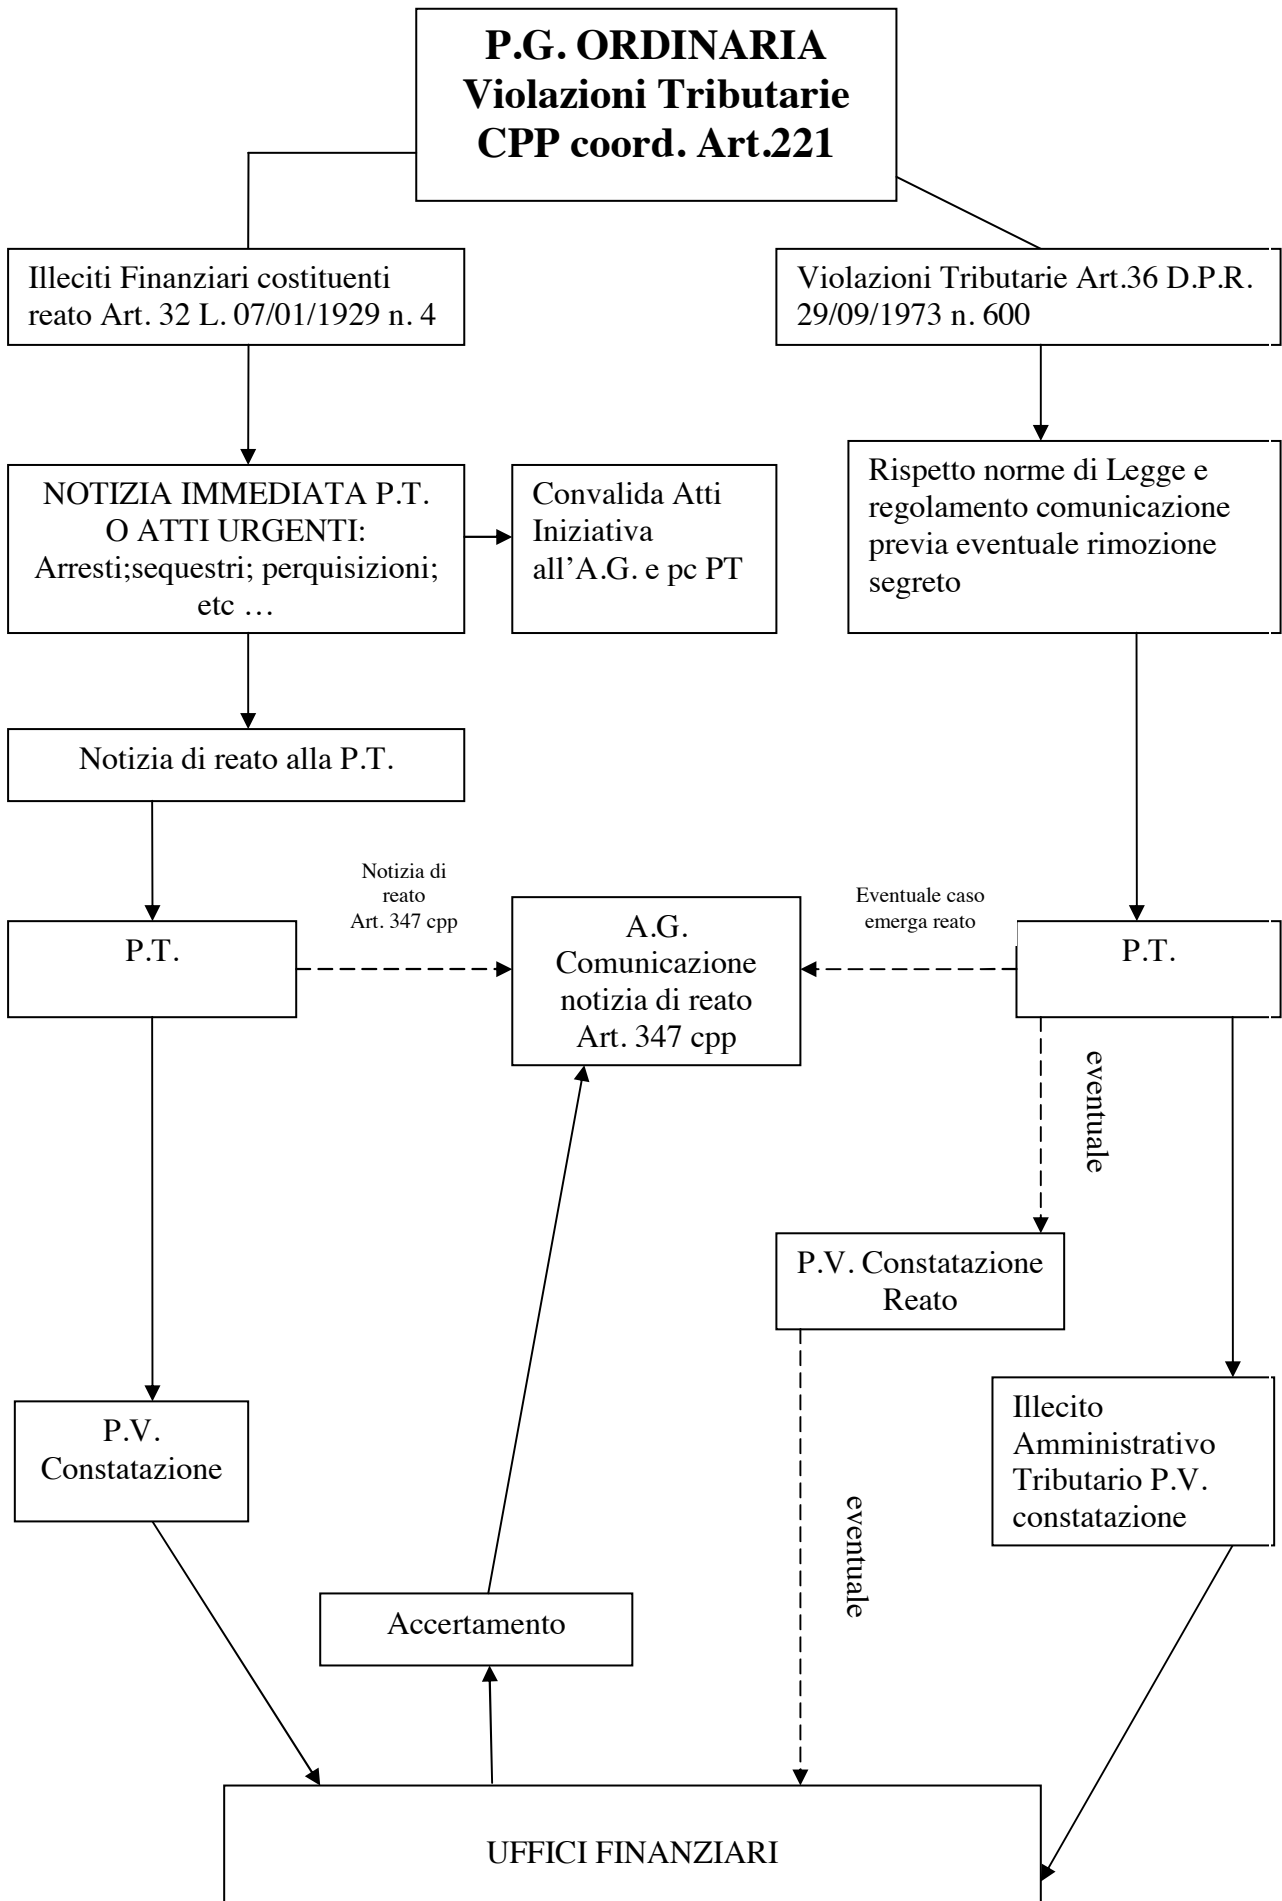 P.G. ORDINARIA
Violazioni Tributarie
CPP coord. Art.221
Illeciti Finanziari costituenti
reato Art. 32 L. 07/01/1929 n. 4
Violazioni Tributarie Art.36 D.P.R.
29/09/1973 n. 600
NOTIZIA IMMEDIATA P.T.
O ATTI URGENTI:
Arresti;sequestri; perquisizioni;
etc …
Convalida Atti
Iniziativa
all’A.G. e pc PT
Rispetto norme di Legge e
regolamento comunicazione
previa eventuale rimozione
segreto
Notizia di reato alla P.T.
Notizia di
reato
Art. 347 cpp
Eventuale caso
emerga reato
P.T.
A.G.
Comunicazione
notizia di reato
Art. 347 cpp
P.T.
eventuale
P.V. Constatazione
Reato
P.V.
Constatazione
Illecito
Amministrativo
Tributario P.V.
constatazione
eventuale
Accertamento
UFFICI FINANZIARI